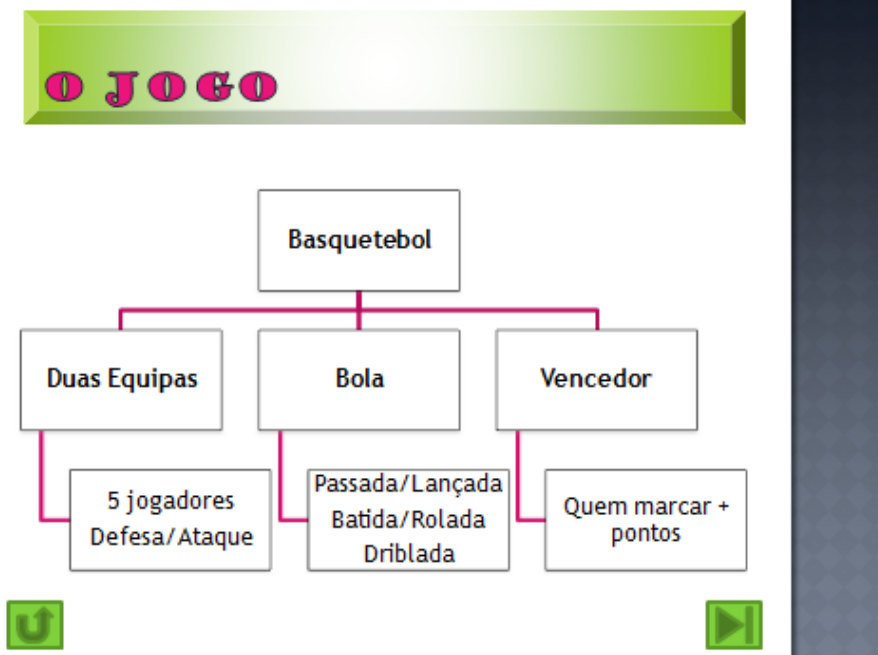 O JOGO
Basquetebol
Duas Equipas
Bola
Vencedor
5 jogadores
Defesa/Ataque
Passada/Lançada
Batida/Rolada
Driblada
Quem marcar +
pontos